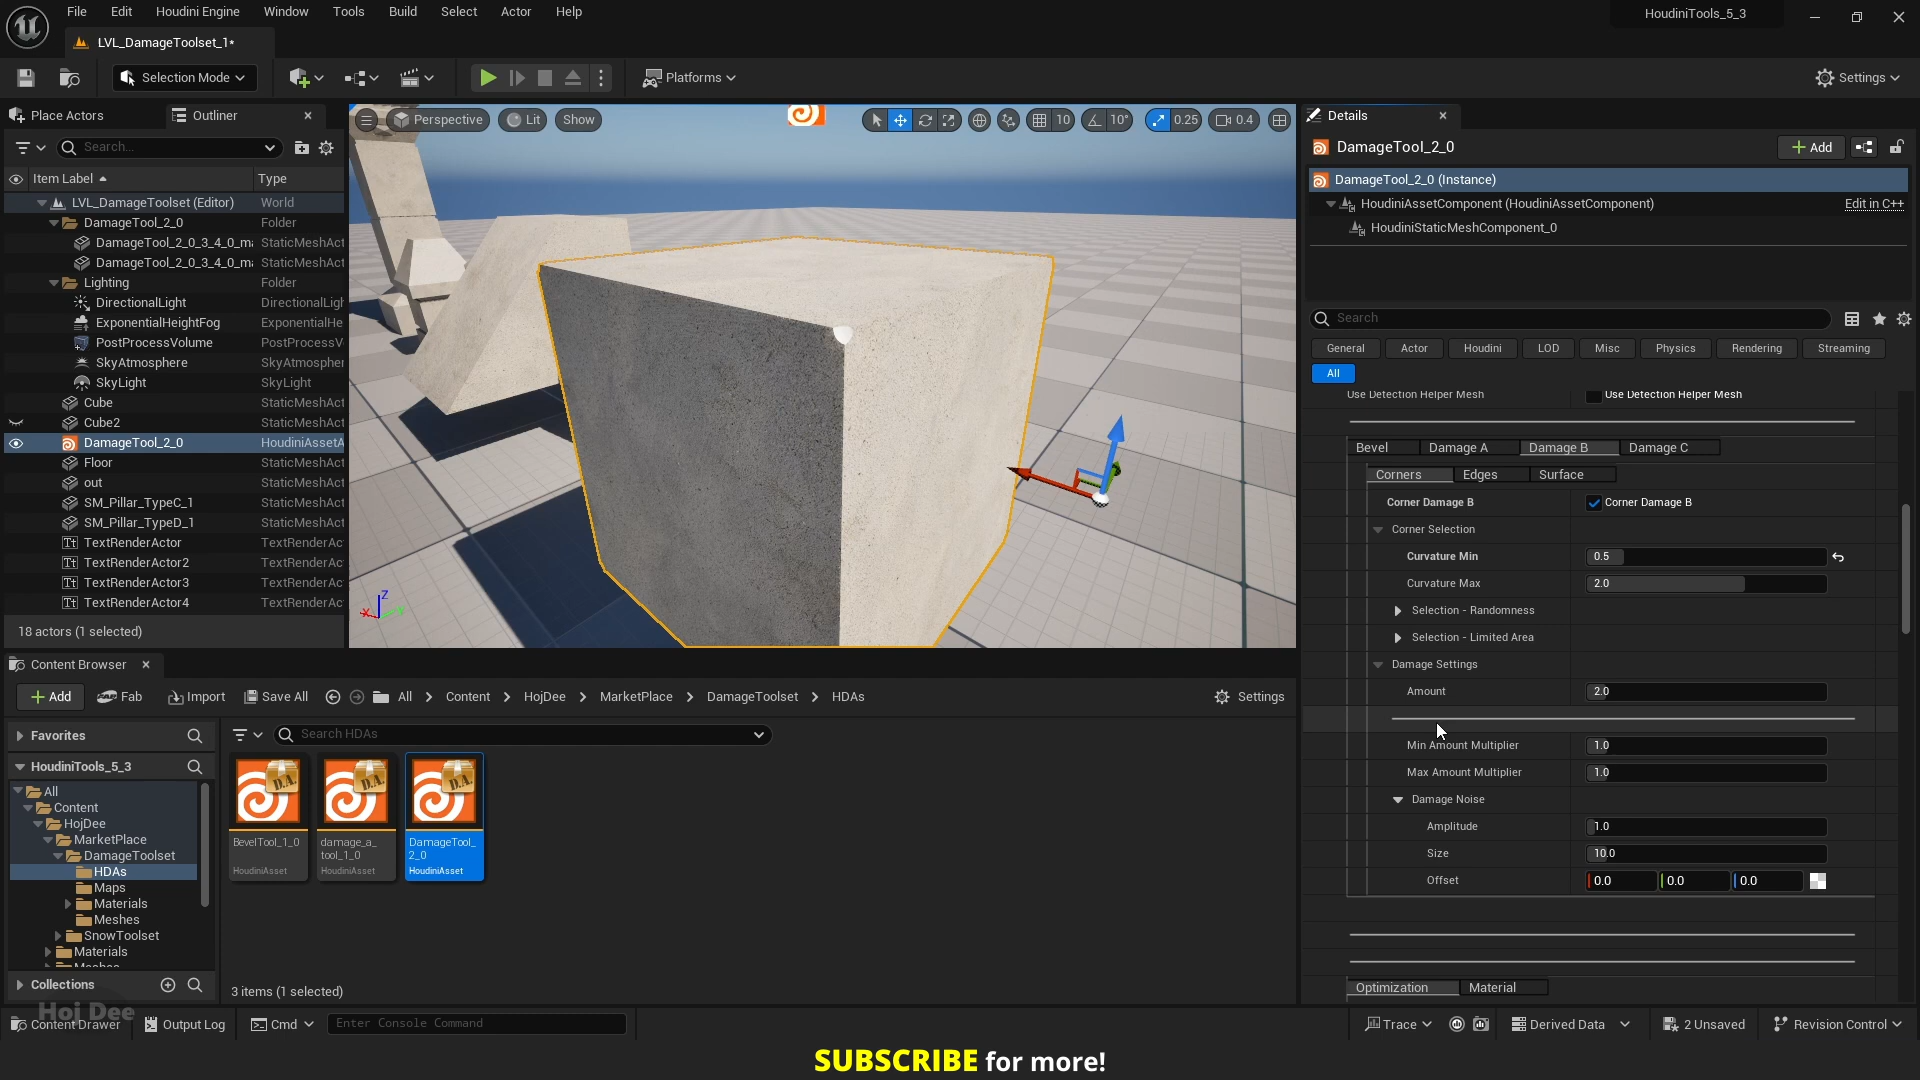 File Edit Houdini Engine Window Tools Build Select Actor Help
HoudiniTools_5_3
LVL_DamageToolset_1*
Selection Mode
Platforms
Settings
Place Actors
Outliner
Search...
Item Label
Type
LVL_DamageToolset (Editor) World
DamageTool_2_0 Folder
DamageTool_2_0_3_4_0_ma StaticMeshAct
DamageTool_2_0_3_4_0_ma StaticMeshAct
Lighting Folder
DirectionalLight DirectionalLigh
ExponentialHeightFog ExponentialHe
PostProcessVolume PostProcessV
SkyAtmosphere SkyAtmospher
SkyLight SkyLight
Cube StaticMeshAct
Cube2 StaticMeshAct
DamageTool_2_0 HoudiniAssetA
Floor StaticMeshAct
out StaticMeshAct
SM_Pillar_TypeC_1 StaticMeshAct
SM_Pillar_TypeD_1 StaticMeshAct
TextRenderActor TextRenderAc
TextRenderActor2 TextRenderAc
TextRenderActor3 TextRenderAc
TextRenderActor4 TextRenderAc
18 actors (1 selected)
Perspective Lit Show
10 10° 0.25 0.4
Z
X
Y
Details
DamageTool_2_0
Add
DamageTool_2_0 (Instance)
HoudiniAssetComponent (HoudiniAssetComponent) Edit in C++
HoudiniStaticMeshComponent_0
Search
General Actor Houdini LOD Misc Physics Rendering Streaming
All
Use Detection Helper Mesh Use Detection Helper Mesh
Bevel Damage A Damage B Damage C
Corners Edges Surface
Corner Damage B Corner Damage B
Corner Selection
Curvature Min 0.5
Curvature Max 2.0
Selection - Randomness
Selection - Limited Area
Damage Settings
Amount 2.0
Min Amount Multiplier 1.0
Max Amount Multiplier 1.0
Damage Noise
Amplitude 1.0
Size 10.0
Offset 0.0 0.0 0.0
Optimization Material
Content Browser
Add Fab Import Save All All Content HojDee MarketPlace DamageToolset HDAs Settings
Favorites
HoudiniTools_5_3
All
Content
HojDee
MarketPlace
DamageToolset
HDAs
Maps
Materials
Meshes
SnowToolset
Materials
Collections
Search HDAs
D.A. D.A. D.A.
BevelTool_1_0
HoudiniAsset
damage_a_
tool_1_0
HoudiniAsset
DamageTool_
2_0
HoudiniAsset
3 items (1 selected)
Hoj Dee
Content Drawer Output Log Cmd Enter Console Command Trace Derived Data 2 Unsaved Revision Control
SUBSCRIBE for more!